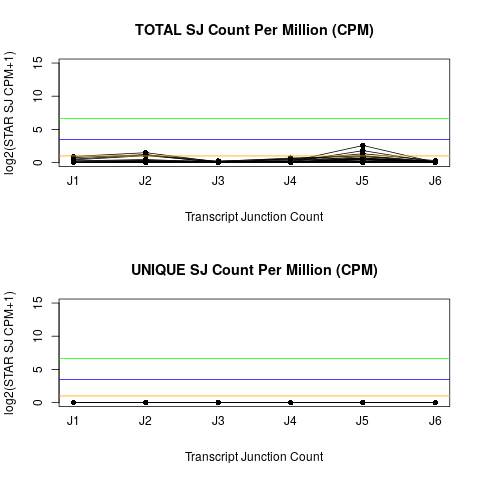 TOTAL SJ Count Per Million (CPM)
log2(STAR SJ CPM+1)
15
10
5
0
J1 J2 J3 J4 J5 J6
Transcript Junction Count
UNIQUE SJ Count Per Million (CPM)
log2(STAR SJ CPM+1)
15
10
5
0
J1 J2 J3 J4 J5 J6
Transcript Junction Count